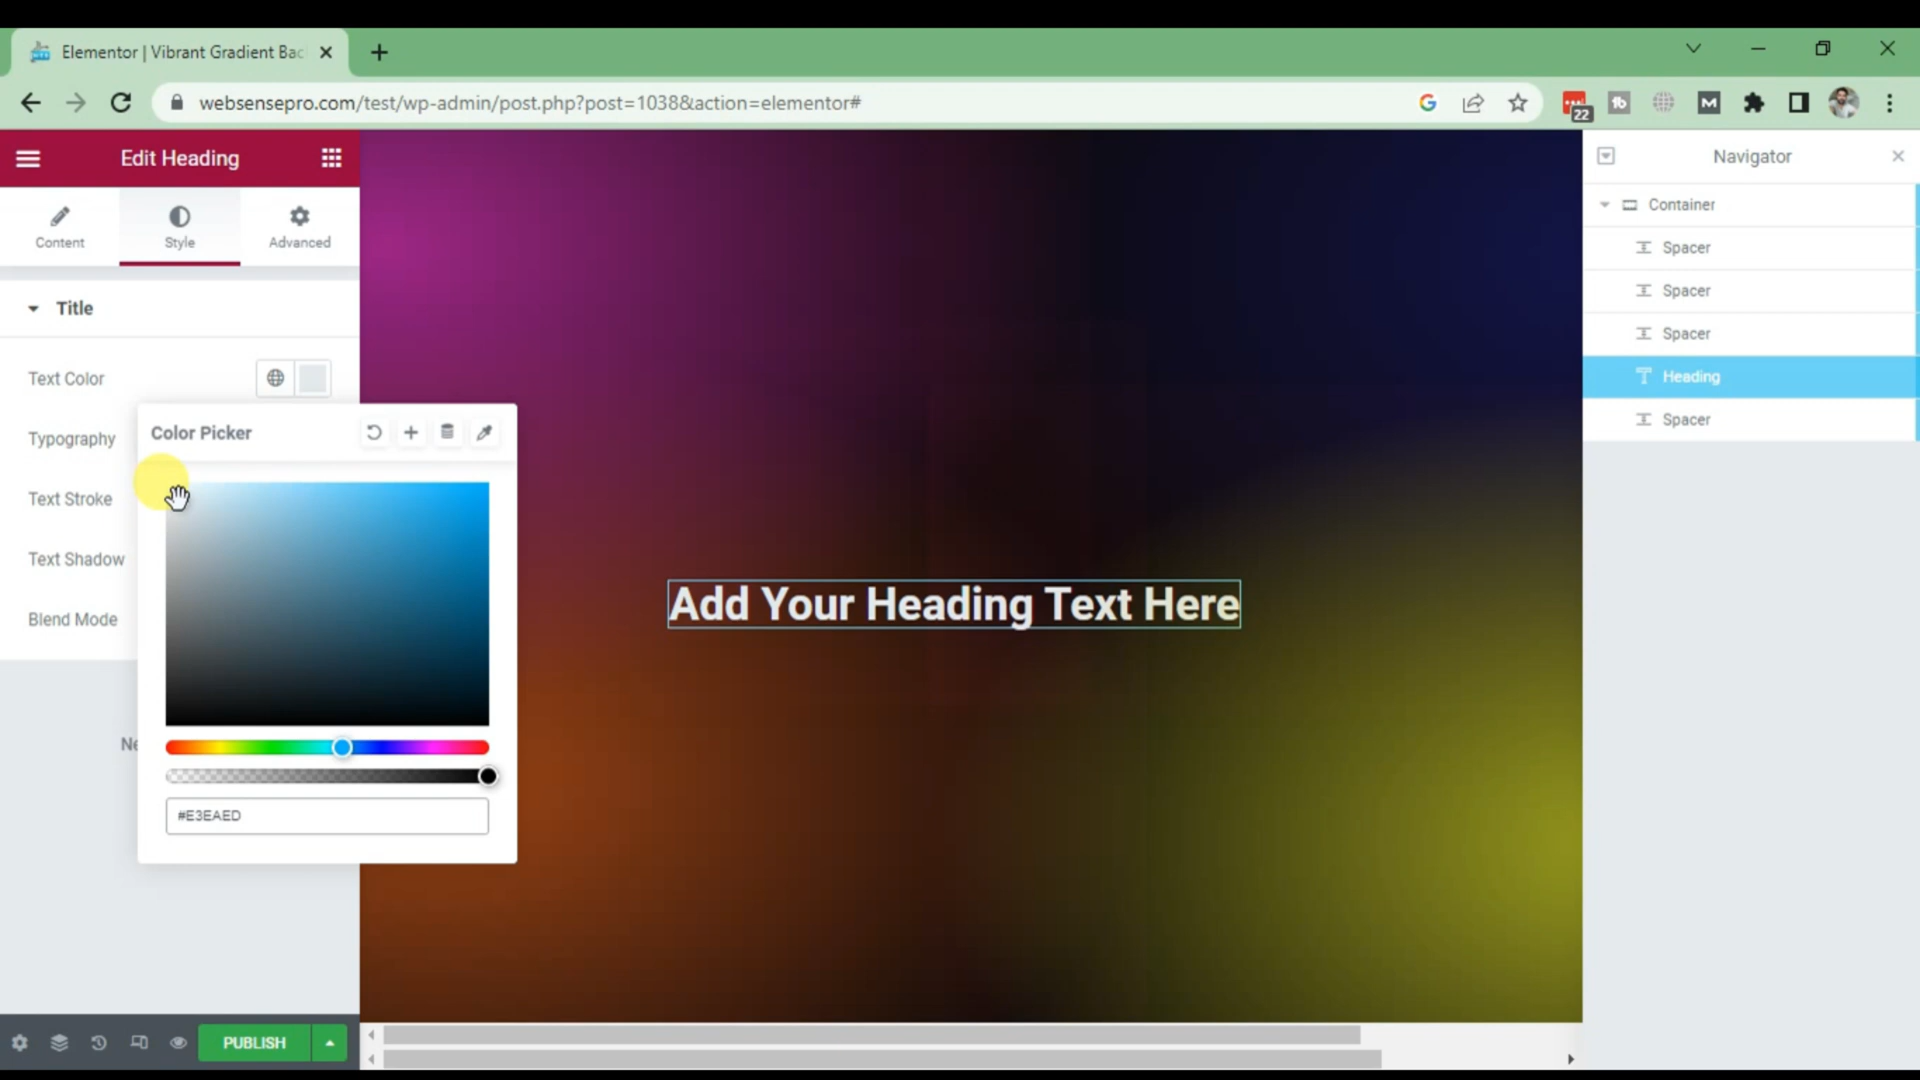 Elementor | Vibrant Gradient Bac
websensepro.com/test/wp-admin/post.php?post=1038&action=elementor#
22
Edit Heading
Content
Style
Advanced
Title
Text Color
Typography
Text Stroke
Text Shadow
Blend Mode
Ne
Color Picker
#E3EAED
PUBLISH
Add Your Heading Text Here
Navigator
Container
Spacer
Spacer
Spacer
Heading
Spacer